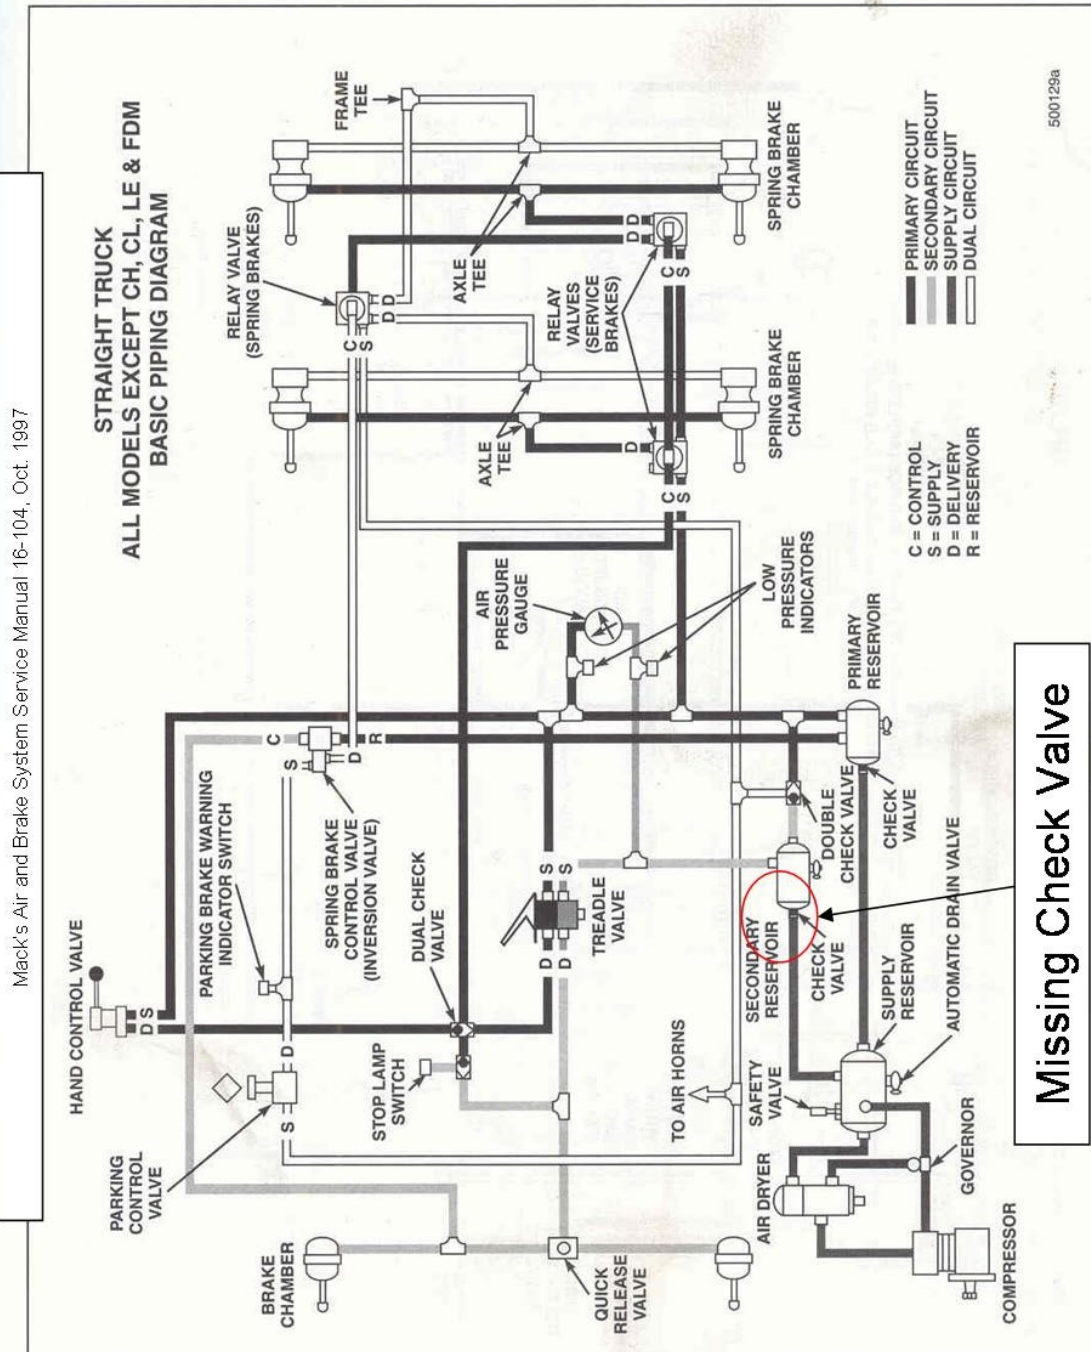 Mack's Air and Brake System Service Manual 16-104, Oct. 1997
STRAIGHT TRUCK
ALL MODELS EXCEPT CH, CL, LE & FDM
BASIC PIPING DIAGRAM
HAND CONTROL VALVE
D S
PARKING
CONTROL
VALVE
S
D
PARKING BRAKE WARNING
INDICATOR SWITCH
S
C
D
R
SPRING BRAKE
CONTROL VALVE
(INVERSION VALVE)
RELAY VALVE
(SPRING BRAKES)
C
S
D
D
FRAME
TEE
AXLE
TEE
AXLE
TEE
BRAKE
CHAMBER
STOP LAMP
SWITCH
DUAL CHECK
VALVE
AIR
PRESSURE
GAUGE
RELAY
VALVES
(SERVICE
BRAKES)
D
D
D
C
S
C
S
QUICK
RELEASE
VALVE
D
D
S
S
TREADLE
VALVE
TO AIR HORNS
LOW
PRESSURE
INDICATORS
SPRING BRAKE
CHAMBER
SPRING BRAKE
CHAMBER
AIR DRYER
SAFETY
VALVE
SECONDARY
RESERVOIR
CHECK
VALVE
DOUBLE
CHECK VALVE
PRIMARY
RESERVOIR
CHECK
VALVE
SUPPLY
RESERVOIR
AUTOMATIC DRAIN VALVE
GOVERNOR
COMPRESSOR
C = CONTROL
S = SUPPLY
D = DELIVERY
R = RESERVOIR
PRIMARY CIRCUIT
SECONDARY CIRCUIT
SUPPLY CIRCUIT
DUAL CIRCUIT
500129a
Missing Check Valve